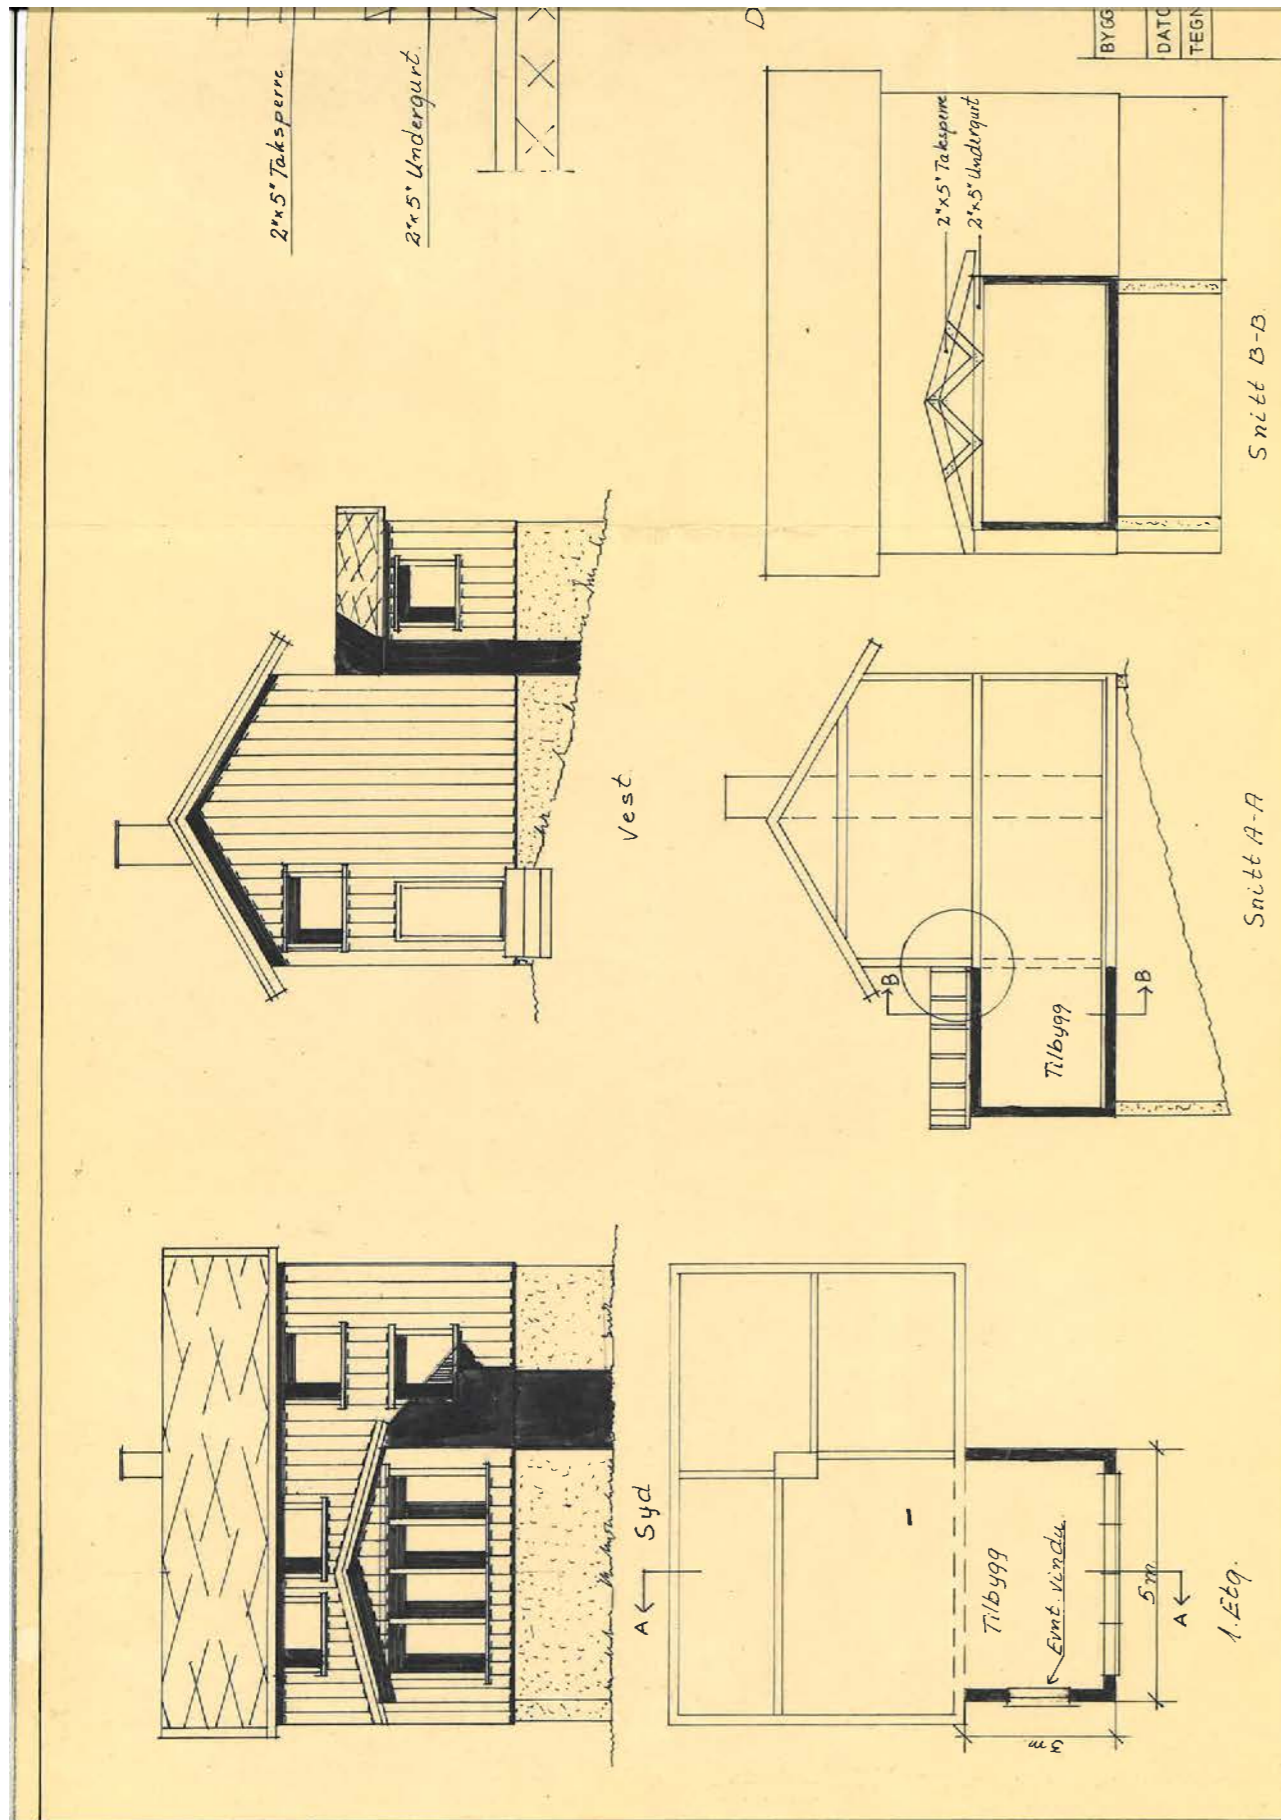 2"x5" Taksperre.
2"x5" Undergurt.
D
BYGG
DATO
TEGN
Syd
Vest.
2"x5" Taksperre
2"x5" Undergurt
A
Tilbygg
Evnt. vindu.
3m
5m
A
1. Etg.
B
Tilbygg
B
Snitt A-A
Snitt B-B.